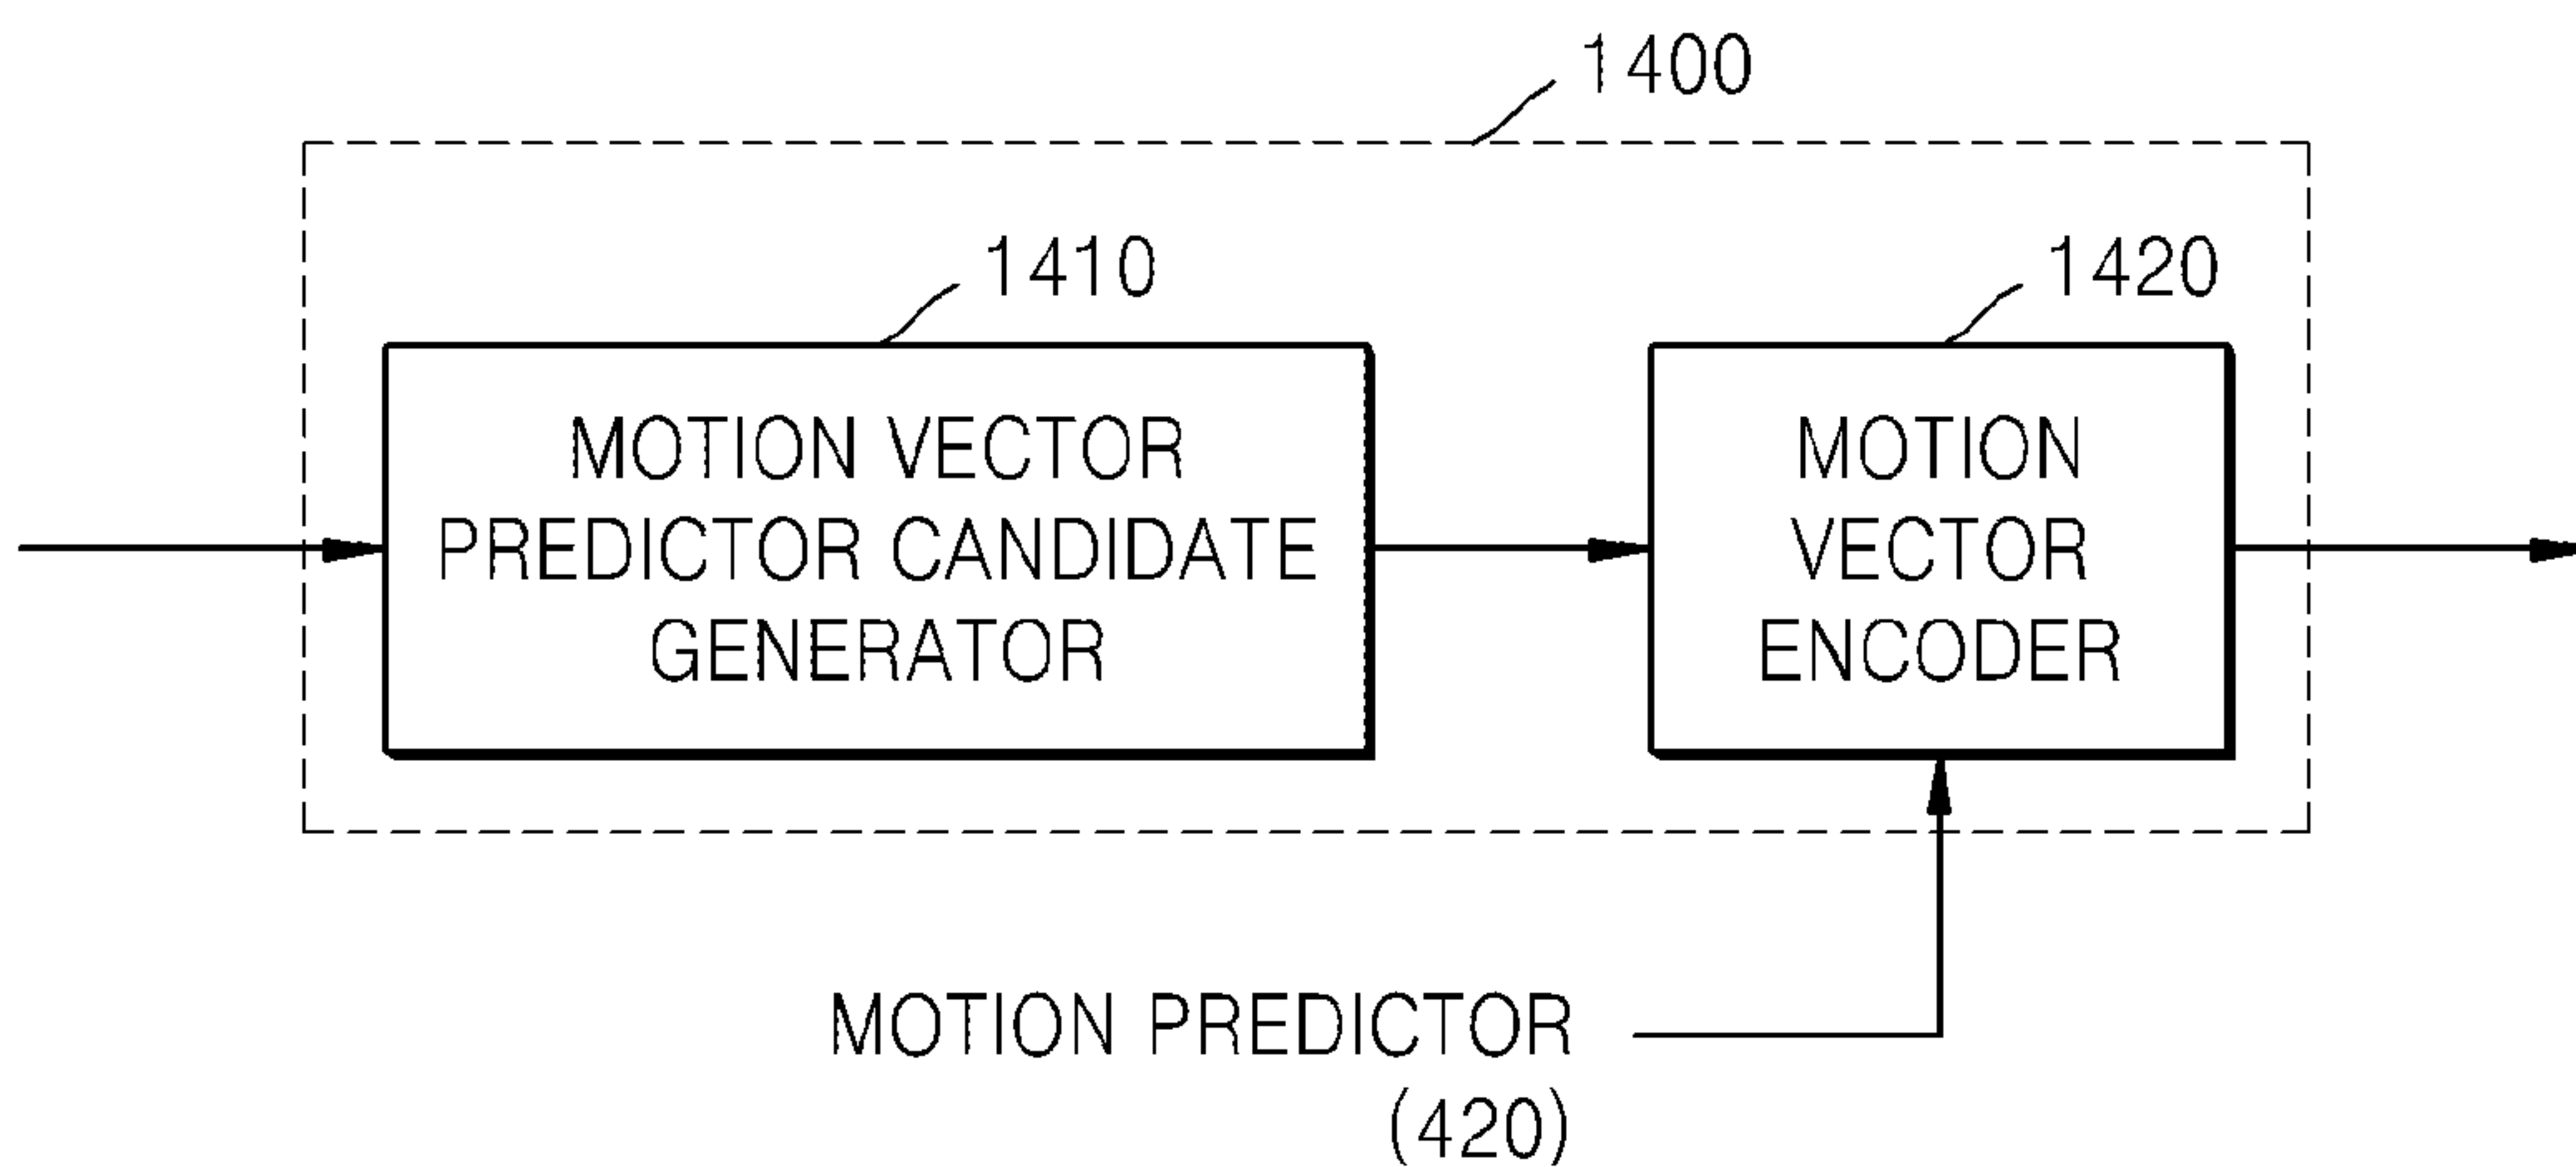 1400
1410
1420
MOTION VECTOR
PREDICTOR CANDIDATE
GENERATOR
MOTION
VECTOR
ENCODER
MOTION PREDICTOR
(420)